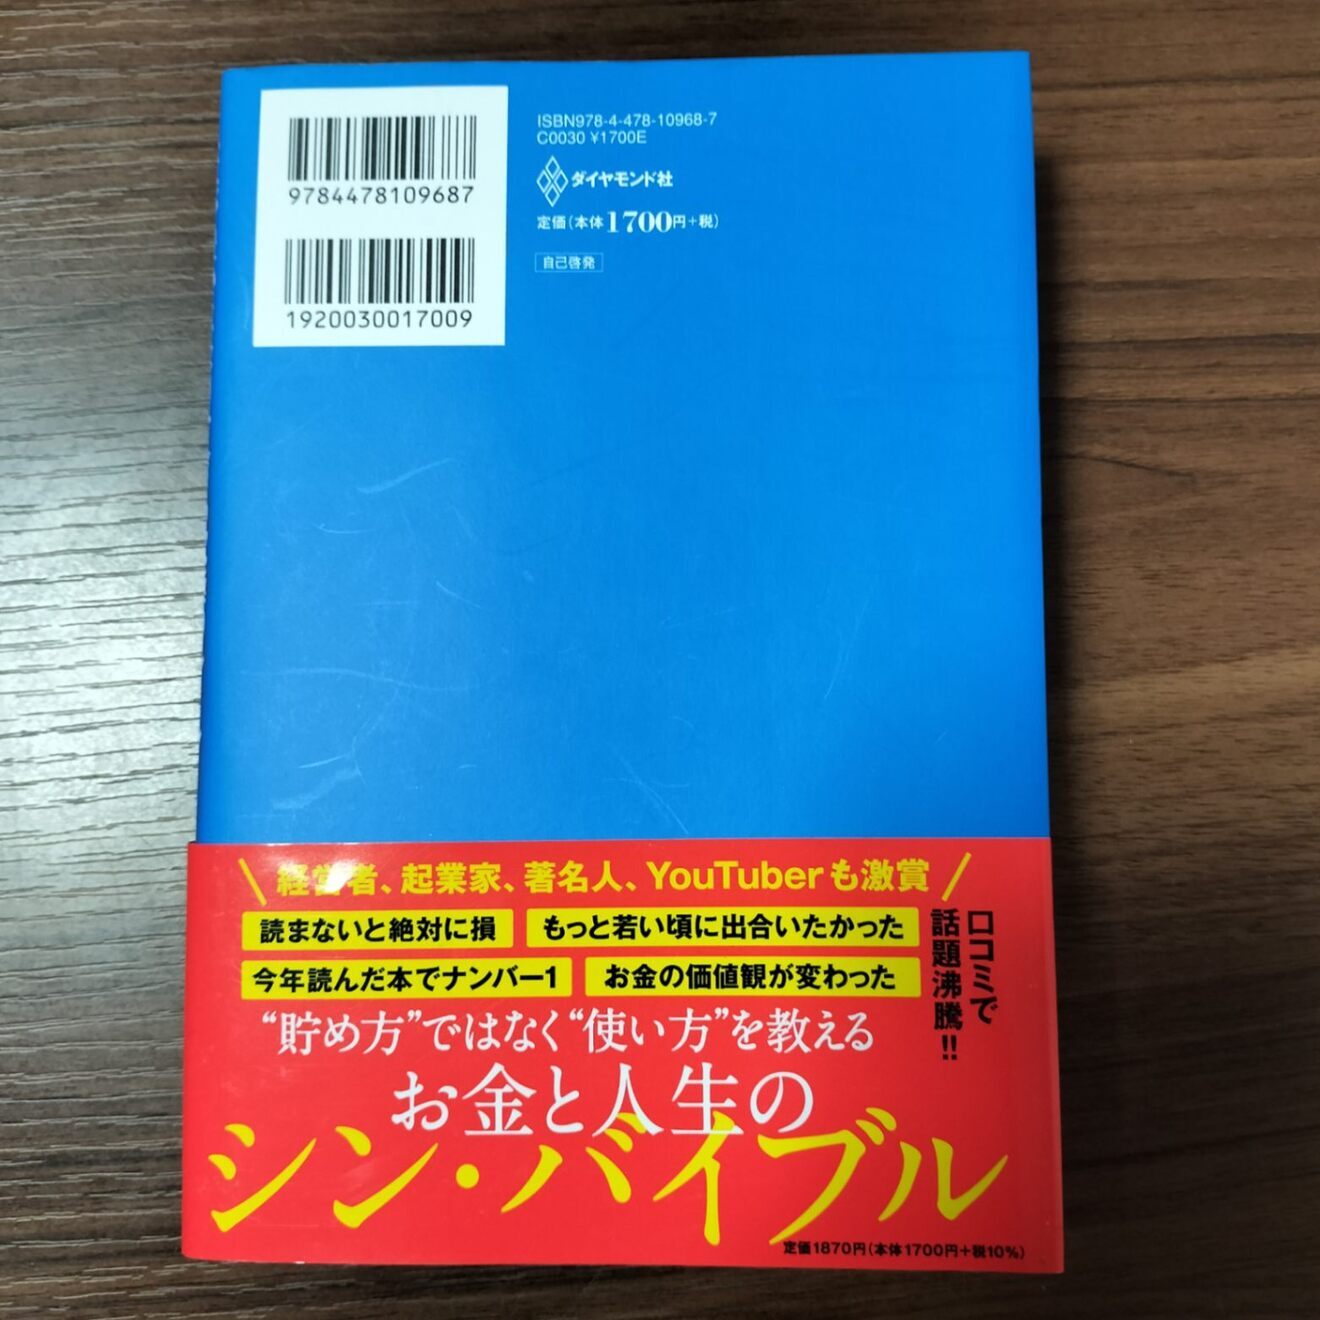 9784478109687
1920030017009
ISBN978-4-478-10968-7
C0030 ¥1700E
ダイヤモンド社
定価(本体1700円+税)
自己啓発
経営者、起業家、著名人、YouTuberも激賞
読まないと絶対に損
もっと若い頃に出合いたかった
今年読んだ本でナンバー1
お金の価値観が変わった
口コミで
話題沸騰!!
“貯め方”ではなく“使い方”を教える
お金と人生の
シン・バイブル
定価1870円(本体1700円+税10%)